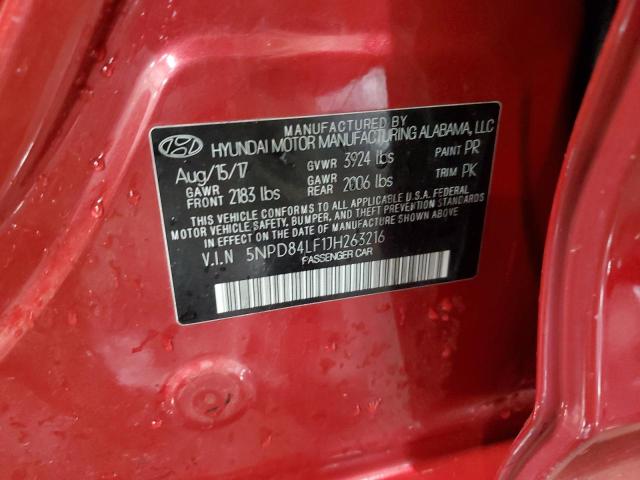 MANUFACTURED BY
HYUNDAI MOTOR MANUFACTURING ALABAMA, LLC
Aug/15/17 GVWR 3924 lbs PAINT PR
GAWR FRONT 2183 lbs GAWR REAR 2006 lbs TRIM PK
THIS VEHICLE CONFORMS TO ALL APPLICABLE U.S.A. FEDERAL
MOTOR VEHICLE SAFETY, BUMPER, AND THEFT PREVENTION
STANDARDS IN EFFECT ON THE DATE OF MANUFACTURE SHOWN ABOVE.
V.I.N 5NPD84LF1JH263216
PASSENGER CAR